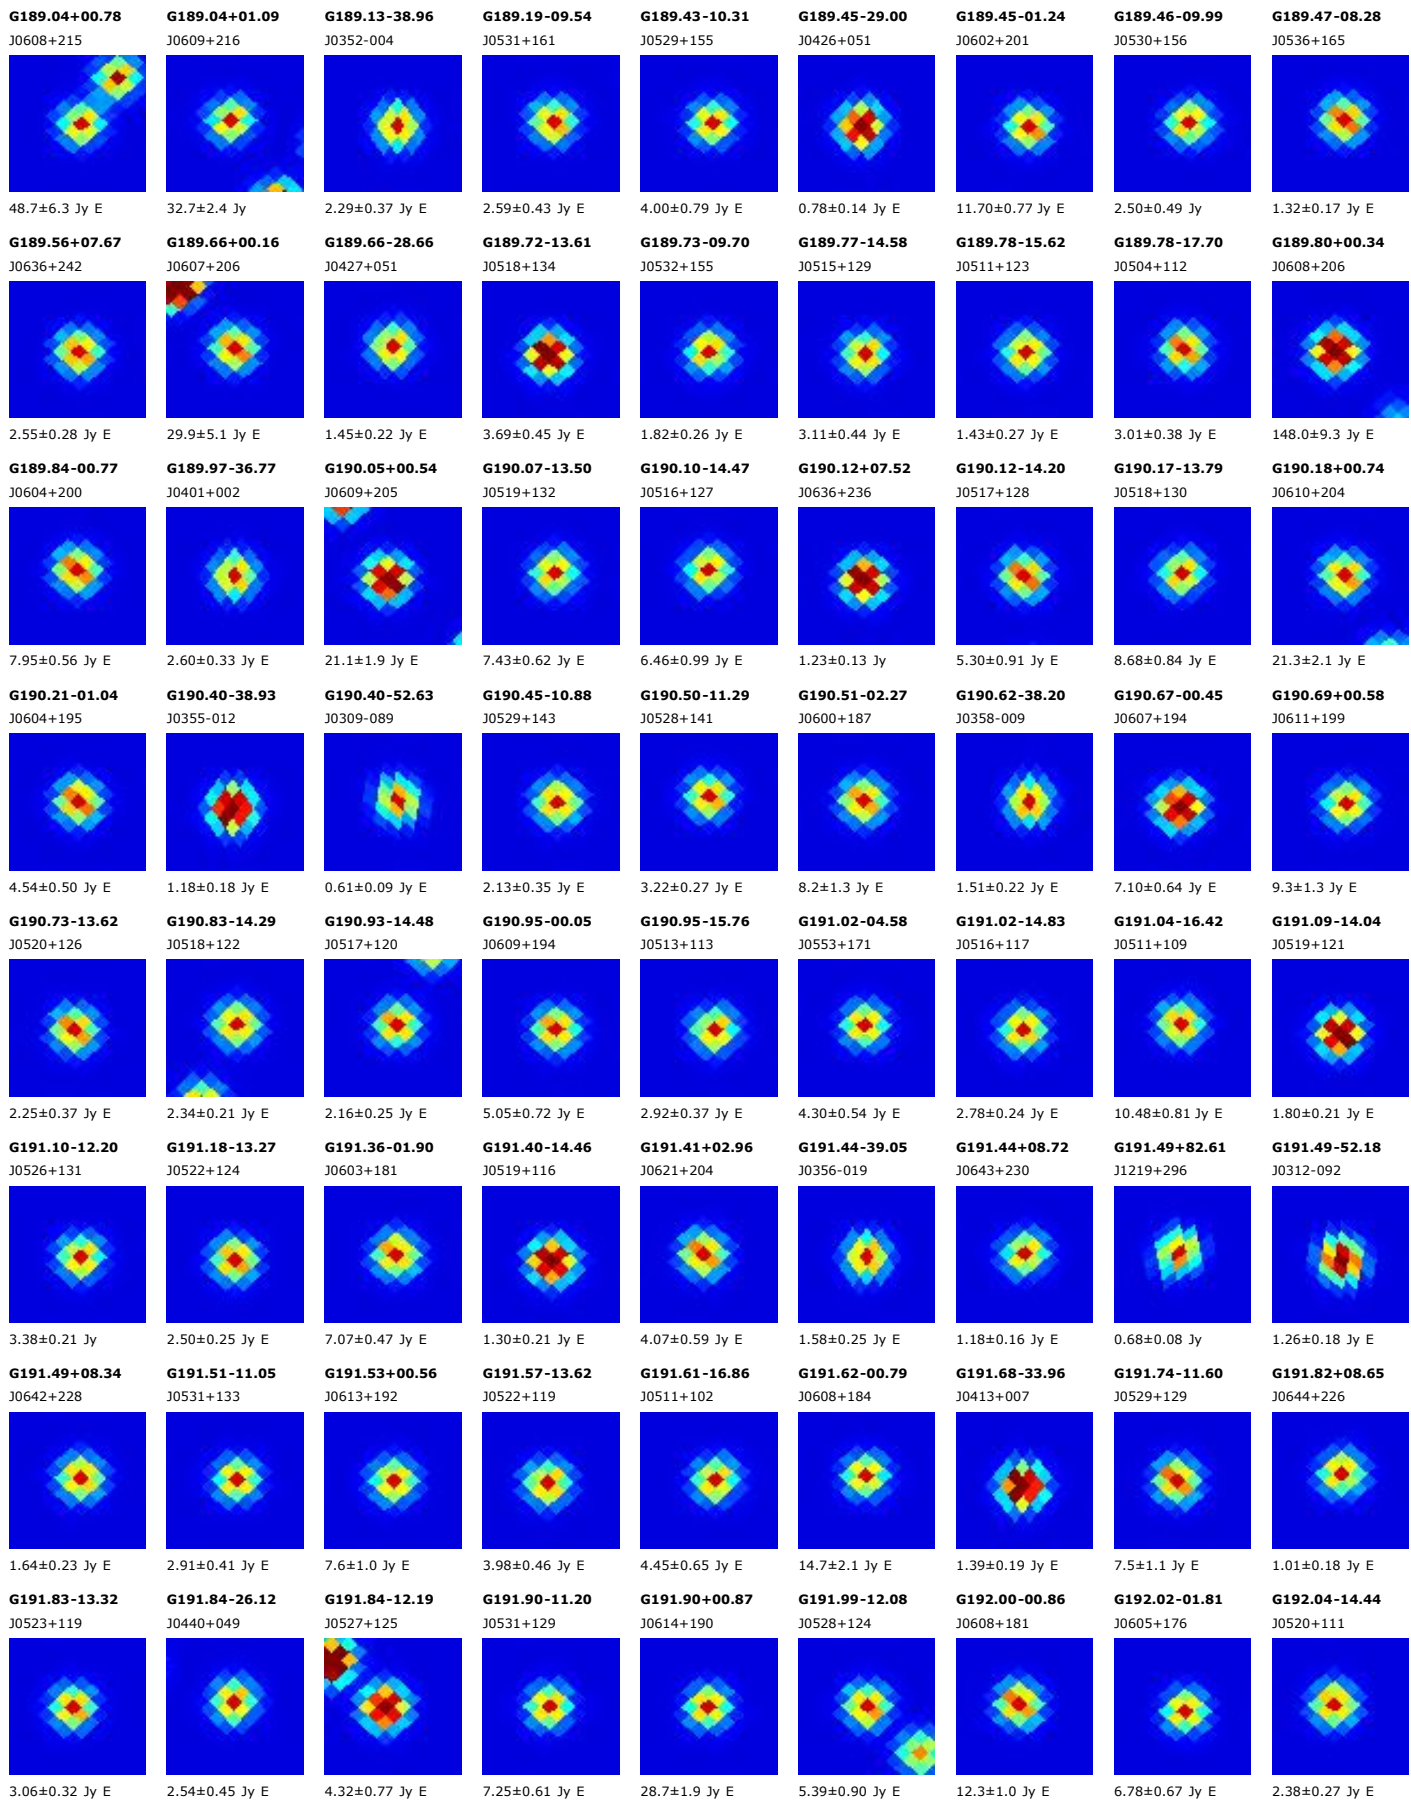 G189.04+00.78 G189.04+01.09 G189.13-38.96 G189.19-09.54 G189.43-10.31 G189.45-29.00 G189.45-01.24 G189.46-09.99 G189.47-08.28
J0608+215 J0609+216 J0352-004 J0531+161 J0529+155 J0426+051 J0602+201 J0530+156 J0536+165
48.7±6.3 Jy E 32.7±2.4 Jy 2.29±0.37 Jy E 2.59±0.43 Jy E 4.00±0.79 Jy E 0.78±0.14 Jy E 11.70±0.77 Jy E 2.50±0.49 Jy 1.32±0.17 Jy E
G189.56+07.67 G189.66+00.16 G189.66-28.66 G189.72-13.61 G189.73-09.70 G189.77-14.58 G189.78-15.62 G189.78-17.70 G189.80+00.34
J0636+242 J0607+206 J0427+051 J0518+134 J0532+155 J0515+129 J0511+123 J0504+112 J0608+206
2.55±0.28 Jy E 29.9±5.1 Jy E 1.45±0.22 Jy E 3.69±0.45 Jy E 1.82±0.26 Jy E 3.11±0.44 Jy E 1.43±0.27 Jy E 3.01±0.38 Jy E 148.0±9.3 Jy E
G189.84-00.77 G189.97-36.77 G190.05+00.54 G190.07-13.50 G190.10-14.47 G190.12+07.52 G190.12-14.20 G190.17-13.79 G190.18+00.74
J0604+200 J0401+002 J0609+205 J0519+132 J0516+127 J0636+236 J0517+128 J0518+130 J0610+204
7.95±0.56 Jy E 2.60±0.33 Jy E 21.1±1.9 Jy E 7.43±0.62 Jy E 6.46±0.99 Jy E 1.23±0.13 Jy 5.30±0.91 Jy E 8.68±0.84 Jy E 21.3±2.1 Jy E
G190.21-01.04 G190.40-38.93 G190.40-52.63 G190.45-10.88 G190.50-11.29 G190.51-02.27 G190.62-38.20 G190.67-00.45 G190.69+00.58
J0604+195 J0355-012 J0309-089 J0529+143 J0528+141 J0600+187 J0358-009 J0607+194 J0611+199
4.54±0.50 Jy E 1.18±0.18 Jy E 0.61±0.09 Jy E 2.13±0.35 Jy E 3.22±0.27 Jy E 8.2±1.3 Jy E 1.51±0.22 Jy E 7.10±0.64 Jy E 9.3±1.3 Jy E
G190.73-13.62 G190.83-14.29 G190.93-14.48 G190.95-00.05 G190.95-15.76 G191.02-04.58 G191.02-14.83 G191.04-16.42 G191.09-14.04
J0520+126 J0518+122 J0517+120 J0609+194 J0513+113 J0553+171 J0516+117 J0511+109 J0519+121
2.25±0.37 Jy E 2.34±0.21 Jy E 2.16±0.25 Jy E 5.05±0.72 Jy E 2.92±0.37 Jy E 4.30±0.54 Jy E 2.78±0.24 Jy E 10.48±0.81 Jy E 1.80±0.21 Jy E
G191.10-12.20 G191.18-13.27 G191.36-01.90 G191.40-14.46 G191.41+02.96 G191.44-39.05 G191.44+08.72 G191.49+82.61 G191.49-52.18
J0526+131 J0522+124 J0603+181 J0519+116 J0621+204 J0356-019 J0643+230 J1219+296 J0312-092
3.38±0.21 Jy 2.50±0.25 Jy E 7.07±0.47 Jy E 1.30±0.21 Jy E 4.07±0.59 Jy E 1.58±0.25 Jy E 1.18±0.16 Jy E 0.68±0.08 Jy 1.26±0.18 Jy E
G191.49+08.34 G191.51-11.05 G191.53+00.56 G191.57-13.62 G191.61-16.86 G191.62-00.79 G191.68-33.96 G191.74-11.60 G191.82+08.65
J0642+228 J0531+133 J0613+192 J0522+119 J0511+102 J0608+184 J0413+007 J0529+129 J0644+226
1.64±0.23 Jy E 2.91±0.41 Jy E 7.6±1.0 Jy E 3.98±0.46 Jy E 4.45±0.65 Jy E 14.7±2.1 Jy E 1.39±0.19 Jy E 7.5±1.1 Jy E 1.01±0.18 Jy E
G191.83-13.32 G191.84-26.12 G191.84-12.19 G191.90-11.20 G191.90+00.87 G191.99-12.08 G192.00-00.86 G192.02-01.81 G192.04-14.44
J0523+119 J0440+049 J0527+125 J0531+129 J0614+190 J0528+124 J0608+181 J0605+176 J0520+111
3.06±0.32 Jy E 2.54±0.45 Jy E 4.32±0.77 Jy E 7.25±0.61 Jy E 28.7±1.9 Jy E 5.39±0.90 Jy E 12.3±1.0 Jy E 6.78±0.67 Jy E 2.38±0.27 Jy E